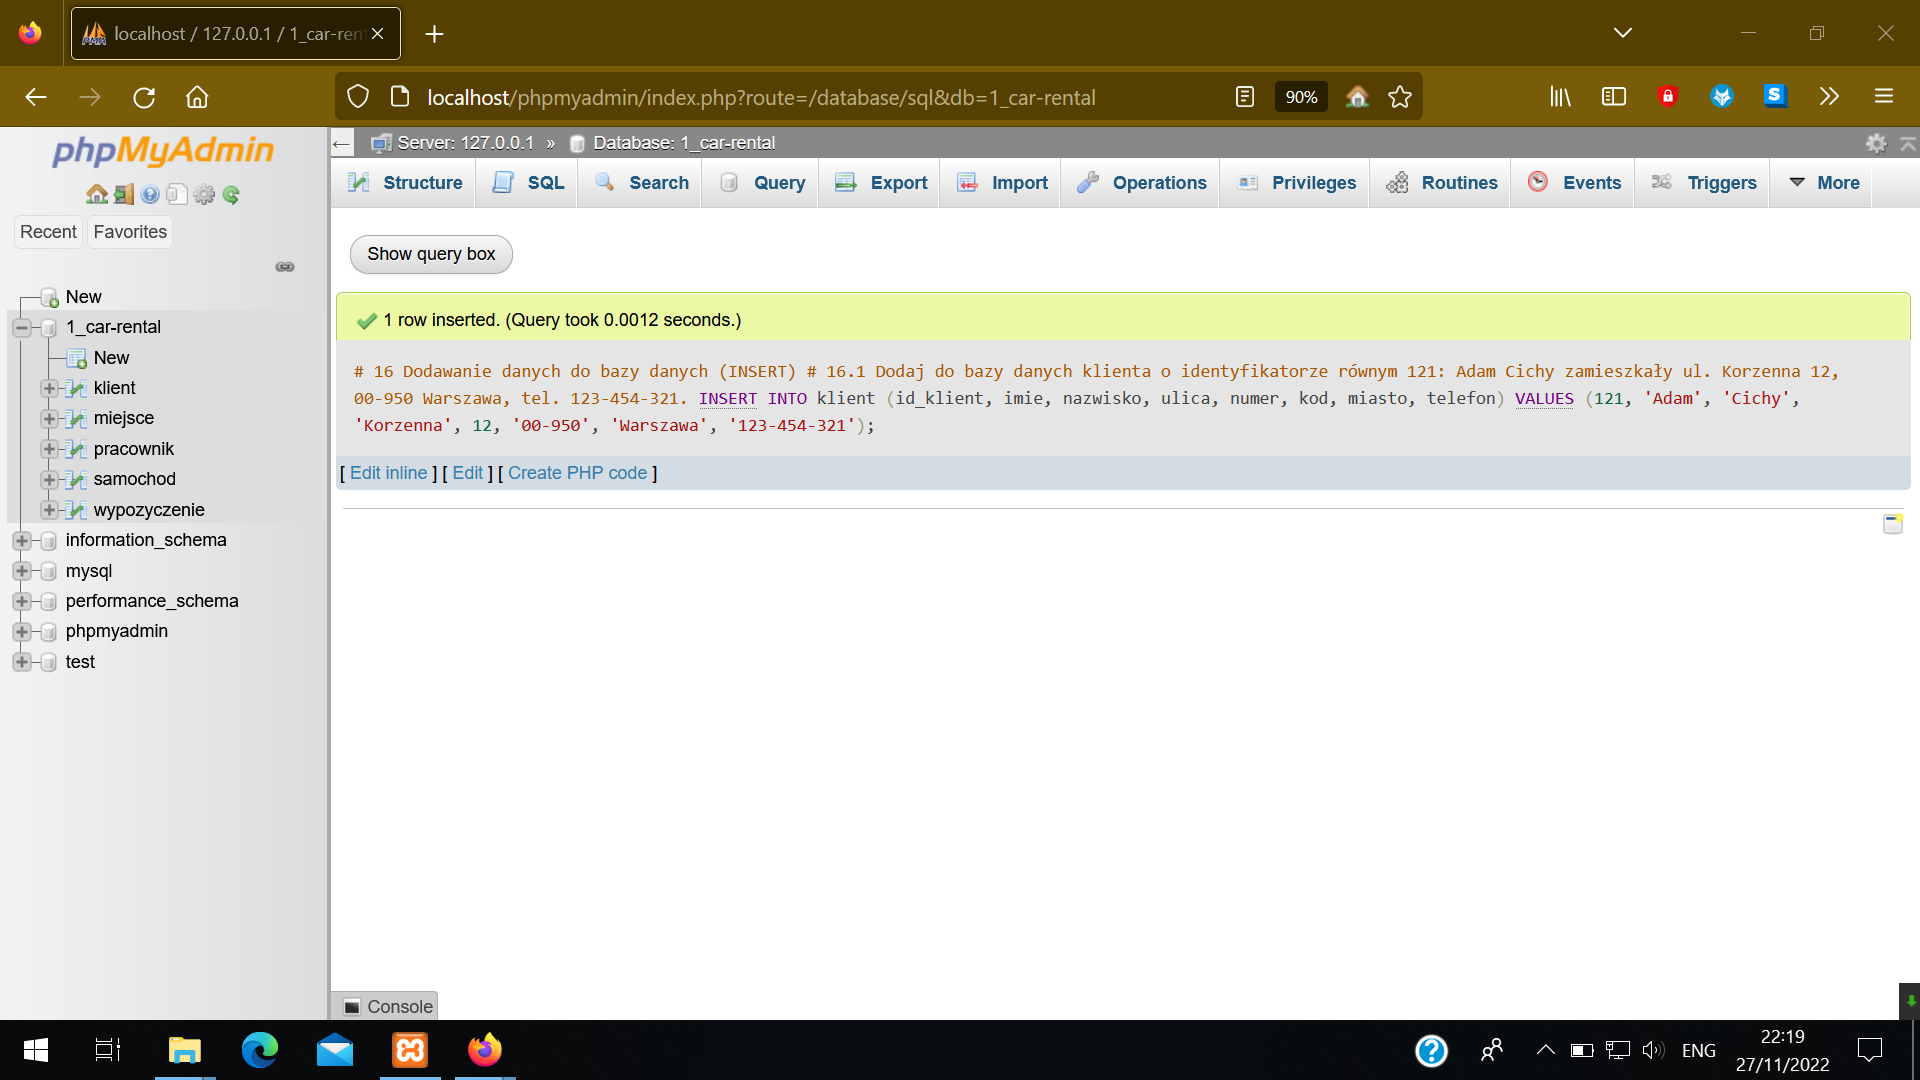 localhost / 127.0.0.1 / 1_car-ren
localhost/phpmyadmin/index.php?route=/database/sql&db=1_car-rental
90%
phpMyAdmin
Recent
Favorites
New
1_car-rental
New
klient
miejsce
pracownik
samochod
wypozyczenie
information_schema
mysql
performance_schema
phpmyadmin
test
Server: 127.0.0.1 » Database: 1_car-rental
Structure
SQL
Search
Query
Export
Import
Operations
Privileges
Routines
Events
Triggers
More
Show query box
1 row inserted. (Query took 0.0012 seconds.)
# 16 Dodawanie danych do bazy danych (INSERT) # 16.1 Dodaj do bazy danych klienta o identyfikatorze równym 121: Adam Cichy zamieszkały ul. Korzenna 12,
00-950 Warszawa, tel. 123-454-321. INSERT INTO klient (id_klient, imie, nazwisko, ulica, numer, kod, miasto, telefon) VALUES (121, 'Adam', 'Cichy',
'Korzenna', 12, '00-950', 'Warszawa', '123-454-321');
[ Edit inline ] [ Edit ] [ Create PHP code ]
Console
ENG
22:19
27/11/2022